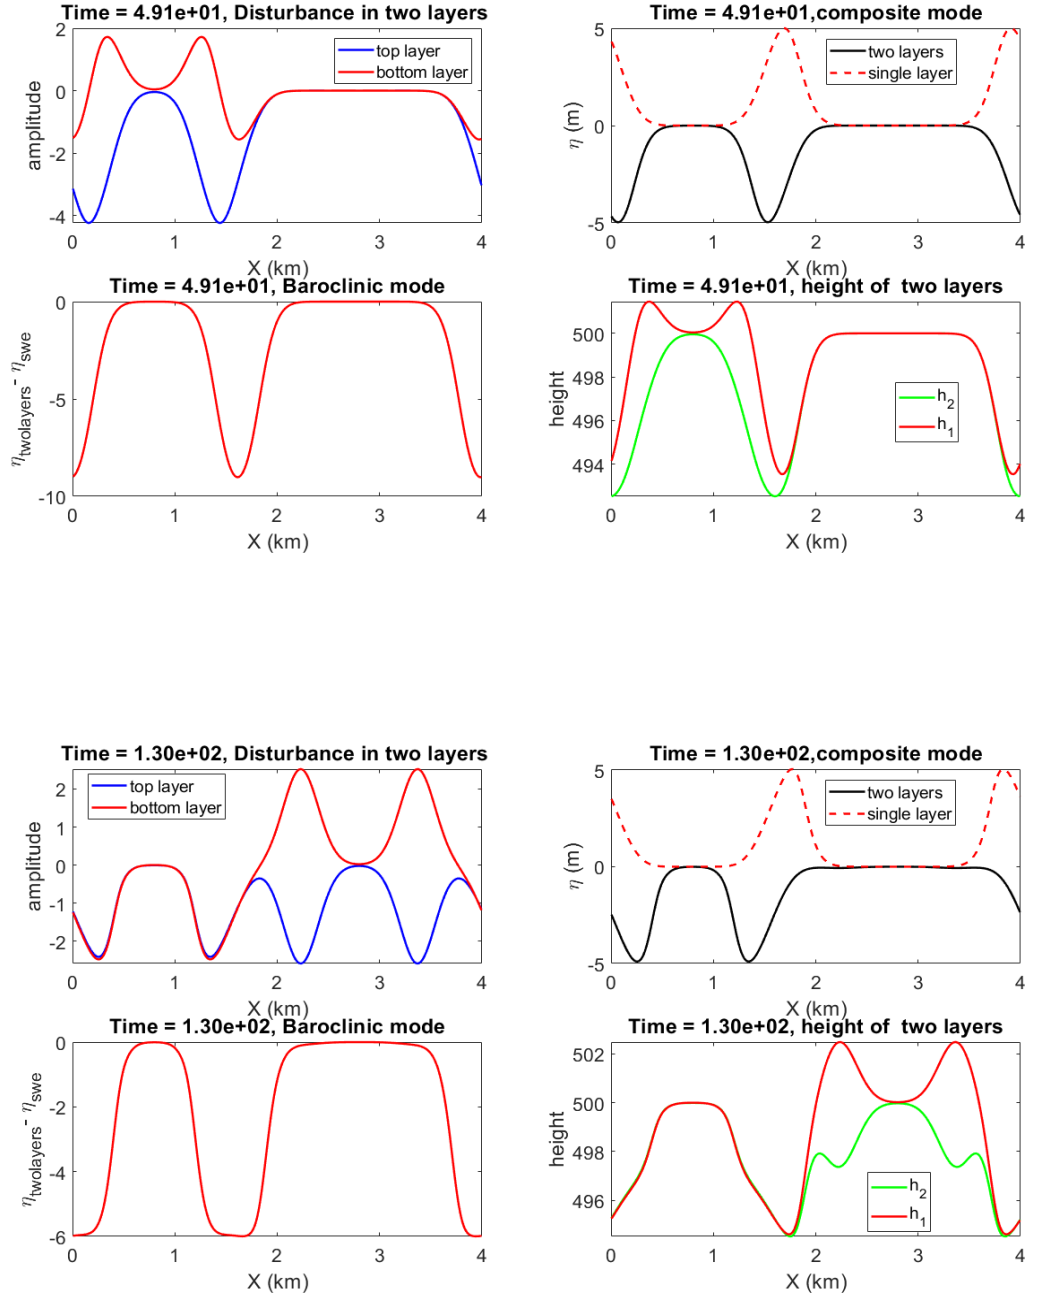 Time = 4.91e+01, Disturbance in two layers
2
0
-2
-4
amplitude
top layer
bottom layer
0 1 2 3 4
X (km)
Time = 4.91e+01,composite mode
5
0
-5
η (m)
two layers
single layer
0 1 2 3 4
X (km)
Time = 4.91e+01, Baroclinic mode
0
-5
-10
ηtwolayers- ηswe
0 1 2 3 4
X (km)
Time = 4.91e+01, height of  two layers
500
498
496
494
height
h2
h1
0 1 2 3 4
X (km)
Time = 1.30e+02, Disturbance in two layers
2
1
0
-1
-2
amplitude
top layer
bottom layer
0 1 2 3 4
X (km)
Time = 1.30e+02,composite mode
5
0
-5
η (m)
two layers
single layer
0 1 2 3 4
X (km)
Time = 1.30e+02, Baroclinic mode
0
-2
-4
-6
ηtwolayers- ηswe
0 1 2 3 4
X (km)
Time = 1.30e+02, height of  two layers
502
500
498
496
height
h2
h1
0 1 2 3 4
X (km)